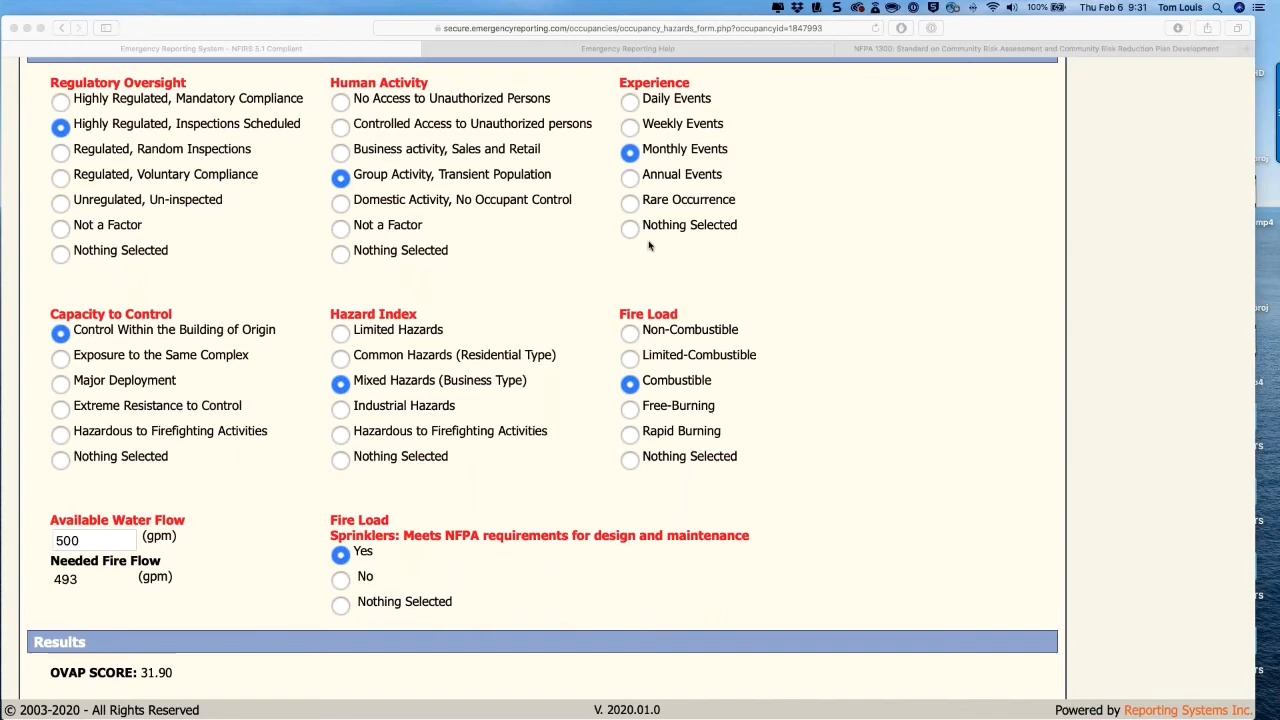 100% Thu Feb 6 9:31 AM Tom Louis
secure.emergencyreporting.com/occupancies/occupancy_hazards_form.php?occupancyid=1847993
Emergency Reporting System - NFIRS 5.1 Compliant
Emergency Reporting Help
NFPA 1300: Standard on Community Risk Assessment and Community Risk Reduction Plan Development
Regulatory Oversight
Highly Regulated, Mandatory Compliance
Highly Regulated, Inspections Scheduled
Regulated, Random Inspections
Regulated, Voluntary Compliance
Unregulated, Un-inspected
Not a Factor
Nothing Selected
Human Activity
No Access to Unauthorized Persons
Controlled Access to Unauthorized persons
Business activity, Sales and Retail
Group Activity, Transient Population
Domestic Activity, No Occupant Control
Not a Factor
Nothing Selected
Experience
Daily Events
Weekly Events
Monthly Events
Annual Events
Rare Occurrence
Nothing Selected
Capacity to Control
Control Within the Building of Origin
Exposure to the Same Complex
Major Deployment
Extreme Resistance to Control
Hazardous to Firefighting Activities
Nothing Selected
Hazard Index
Limited Hazards
Common Hazards (Residential Type)
Mixed Hazards (Business Type)
Industrial Hazards
Hazardous to Firefighting Activities
Nothing Selected
Fire Load
Non-Combustible
Limited-Combustible
Combustible
Free-Burning
Rapid Burning
Nothing Selected
Available Water Flow
500 (gpm)
Needed Fire Flow
493 (gpm)
Fire Load
Sprinklers: Meets NFPA requirements for design and maintenance
Yes
No
Nothing Selected
Results
OVAP SCORE: 31.90
© 2003-2020 - All Rights Reserved
V. 2020.01.0
Powered by Reporting Systems Inc.